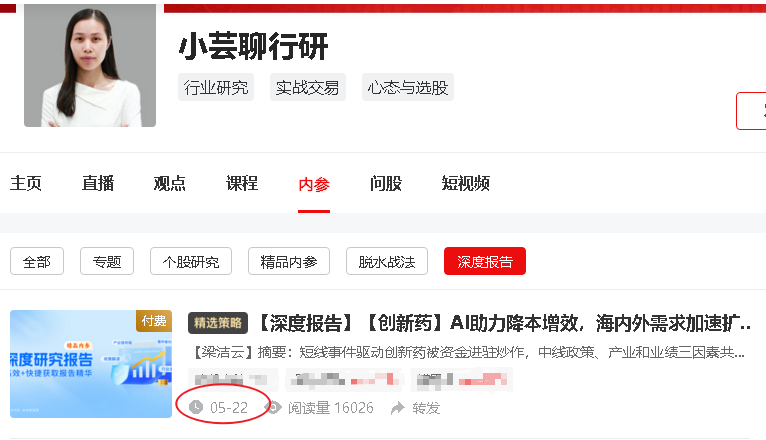 小芸聊行研
行业研究 实战交易 心态与选股
主页 直播 观点 课程 内参 问股 短视频
全部 专题 个股研究 精品内参 脱水战法 深度报告
付费
精品内参
深度研究报告
高效+快捷获取报告精华
精选策略 【深度报告】【创新药】AI助力降本增效，海内外需求加速扩...
【梁洁云】摘要：短线事件驱动创新药被资金进驻炒作，中线政策、产业和业绩三因素共...
05-22 阅读量 16026 转发